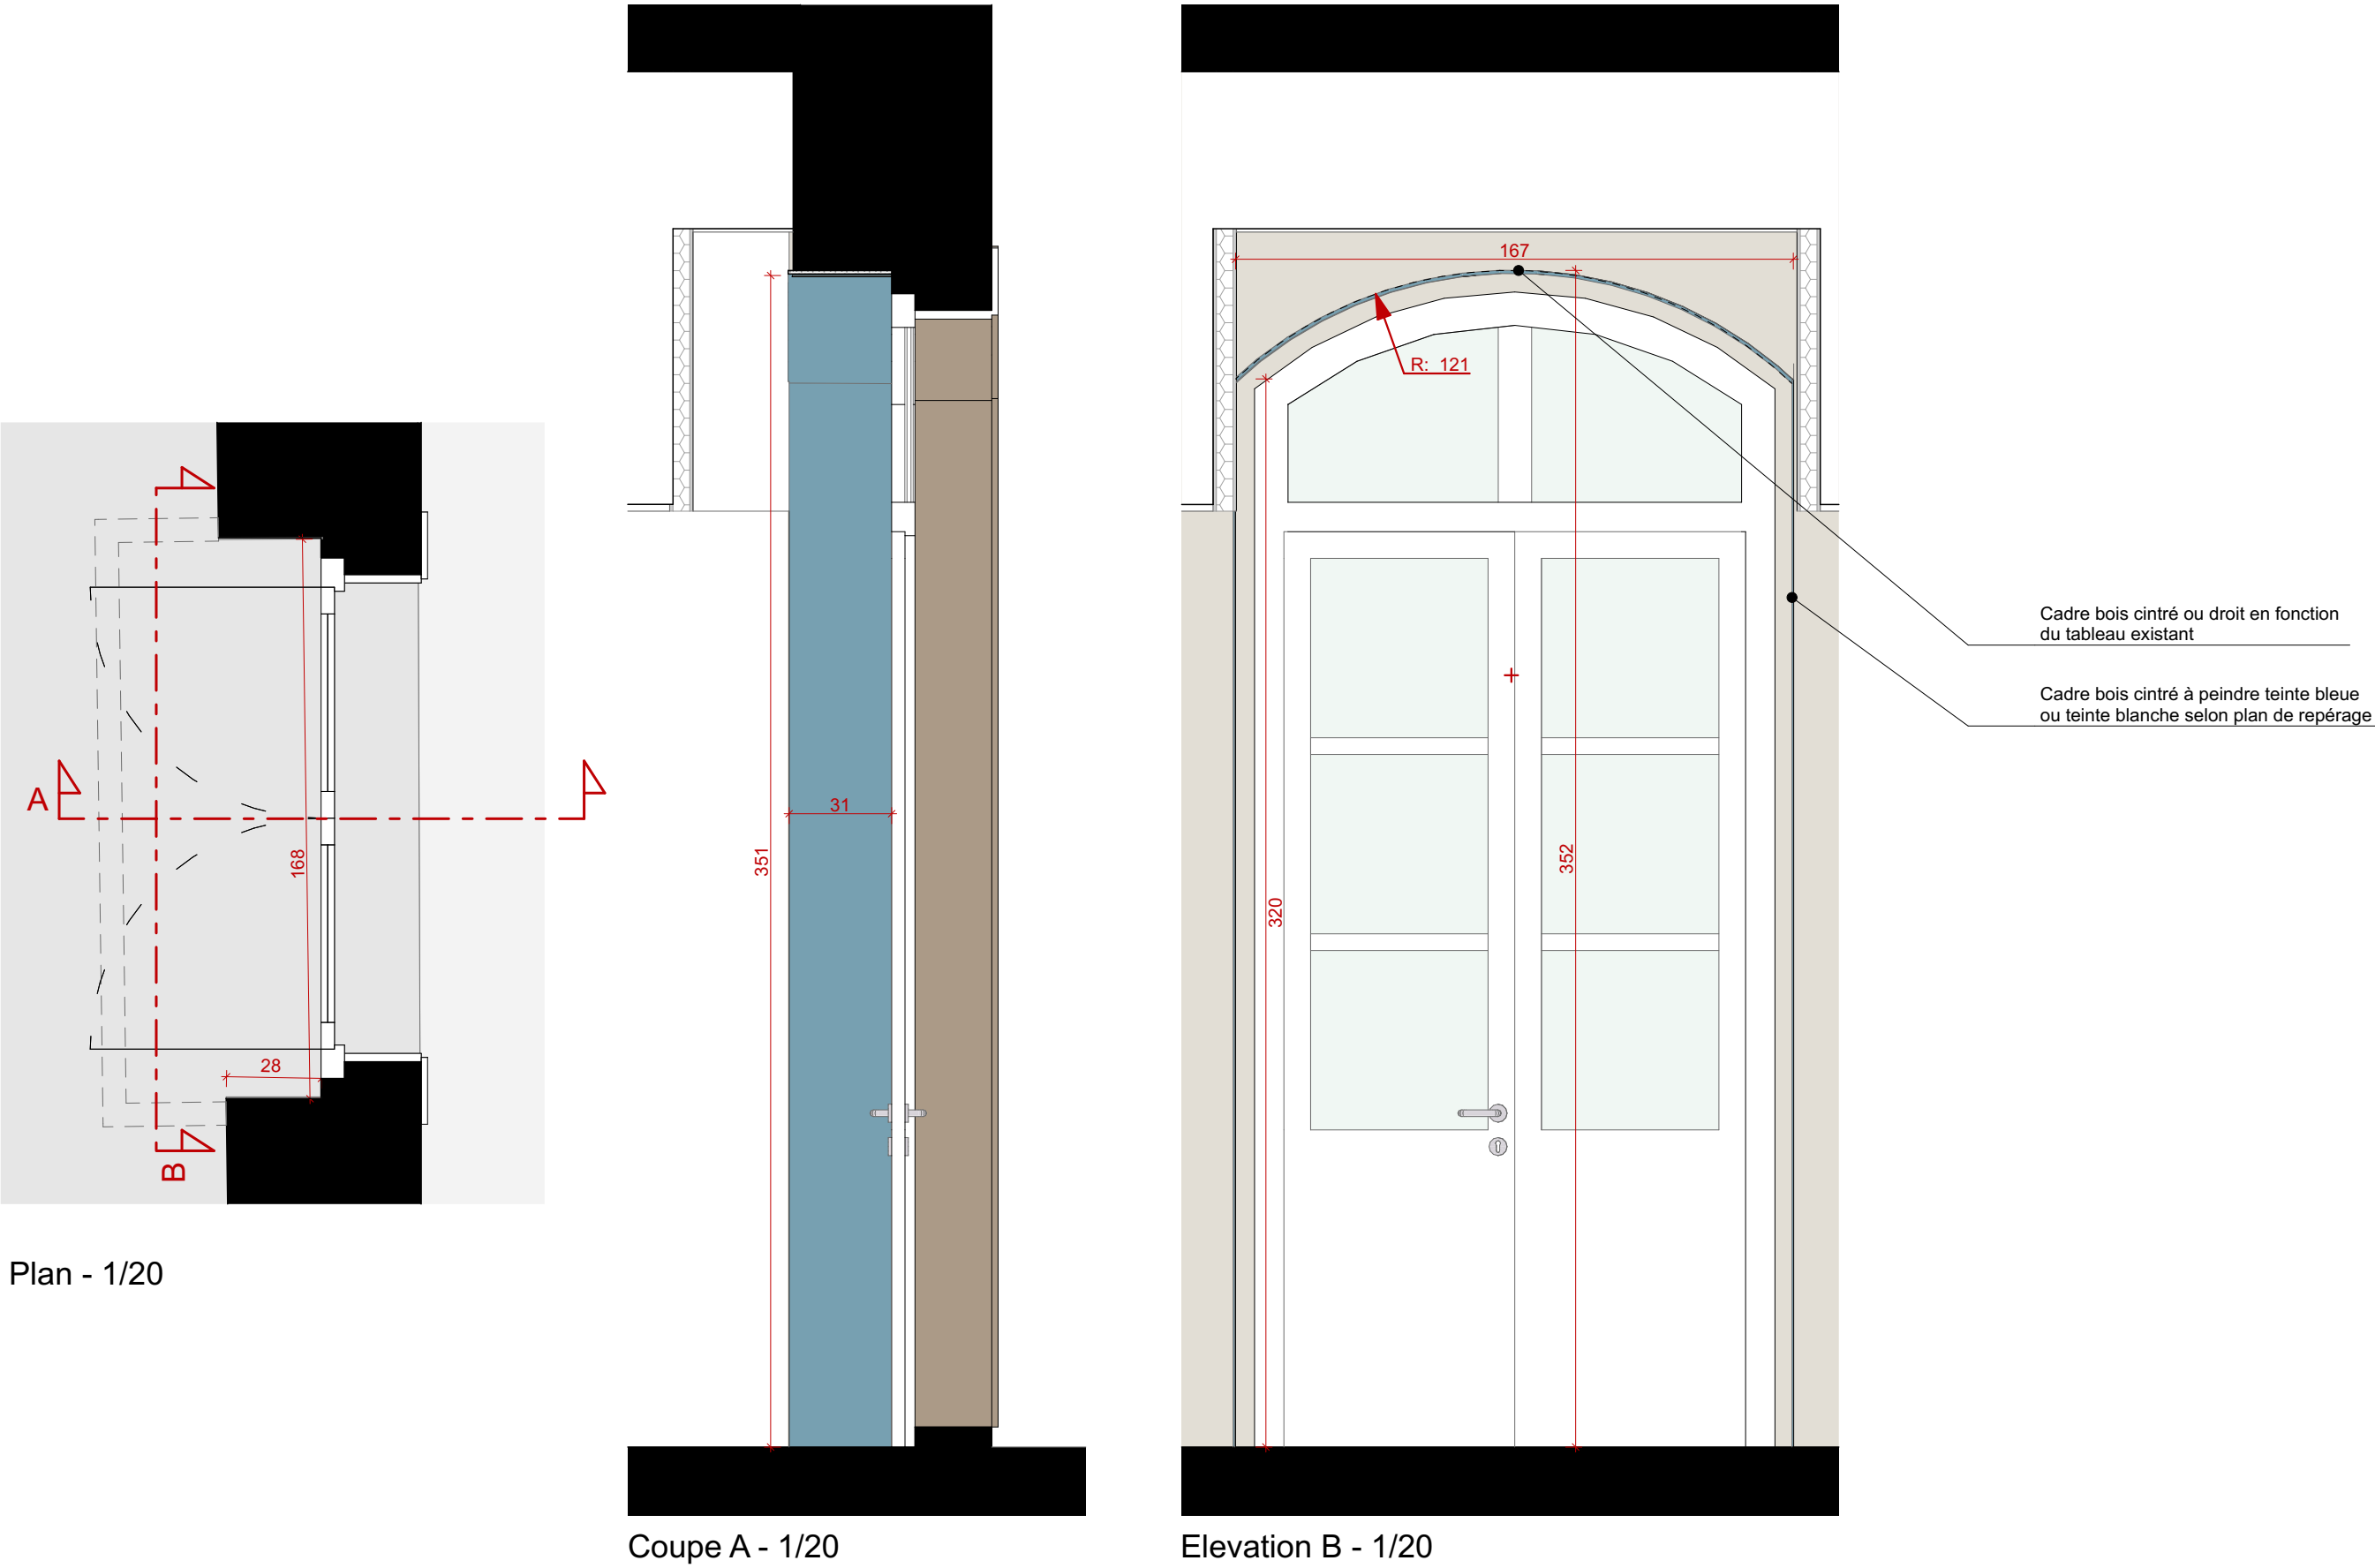 A
168
28
B
Plan - 1/20
351
31
Coupe A - 1/20
167
R: 121
352
320
Elevation B - 1/20
Cadre bois cintré ou droit en fonction
du tableau existant
Cadre bois cintré à peindre teinte bleue
ou teinte blanche selon plan de repérage